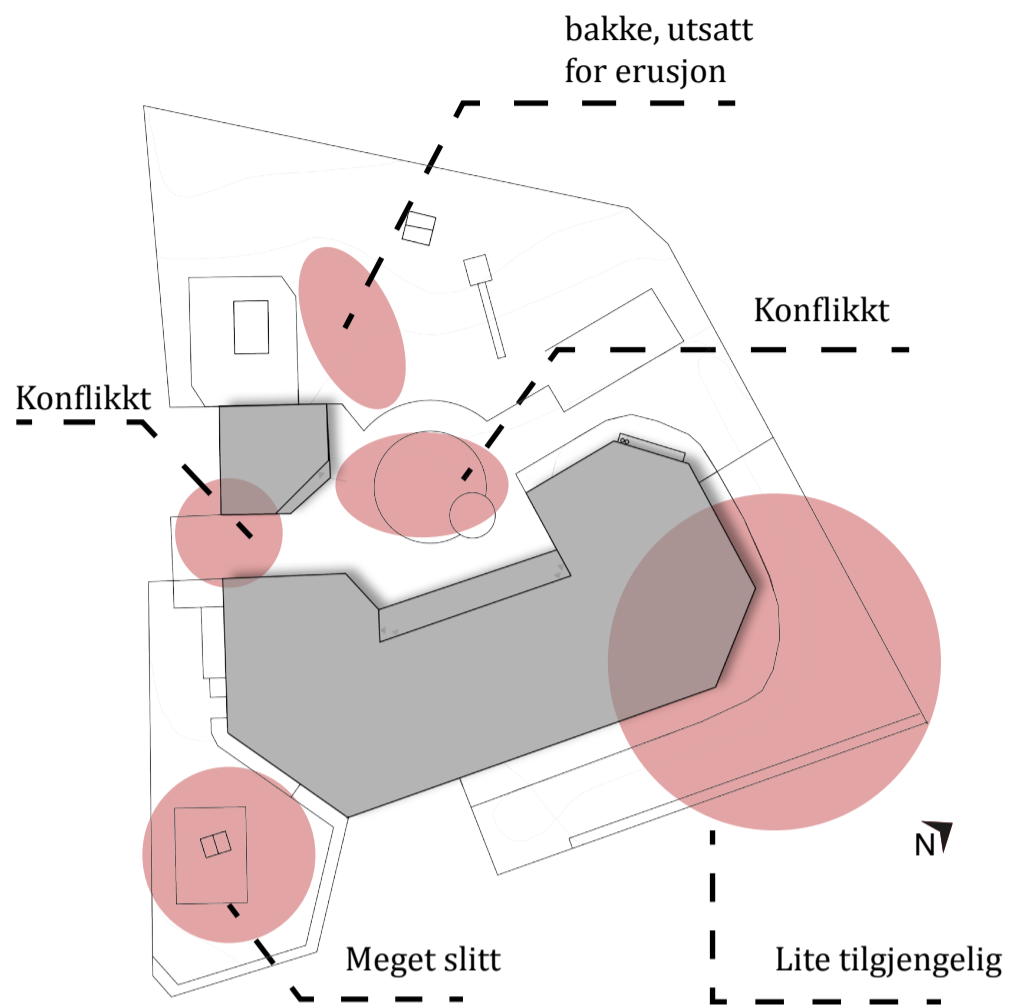 bakke, utsatt
for erusjon
Konflikkt
Konflikkt
N
Meget slitt
Lite tilgjengelig